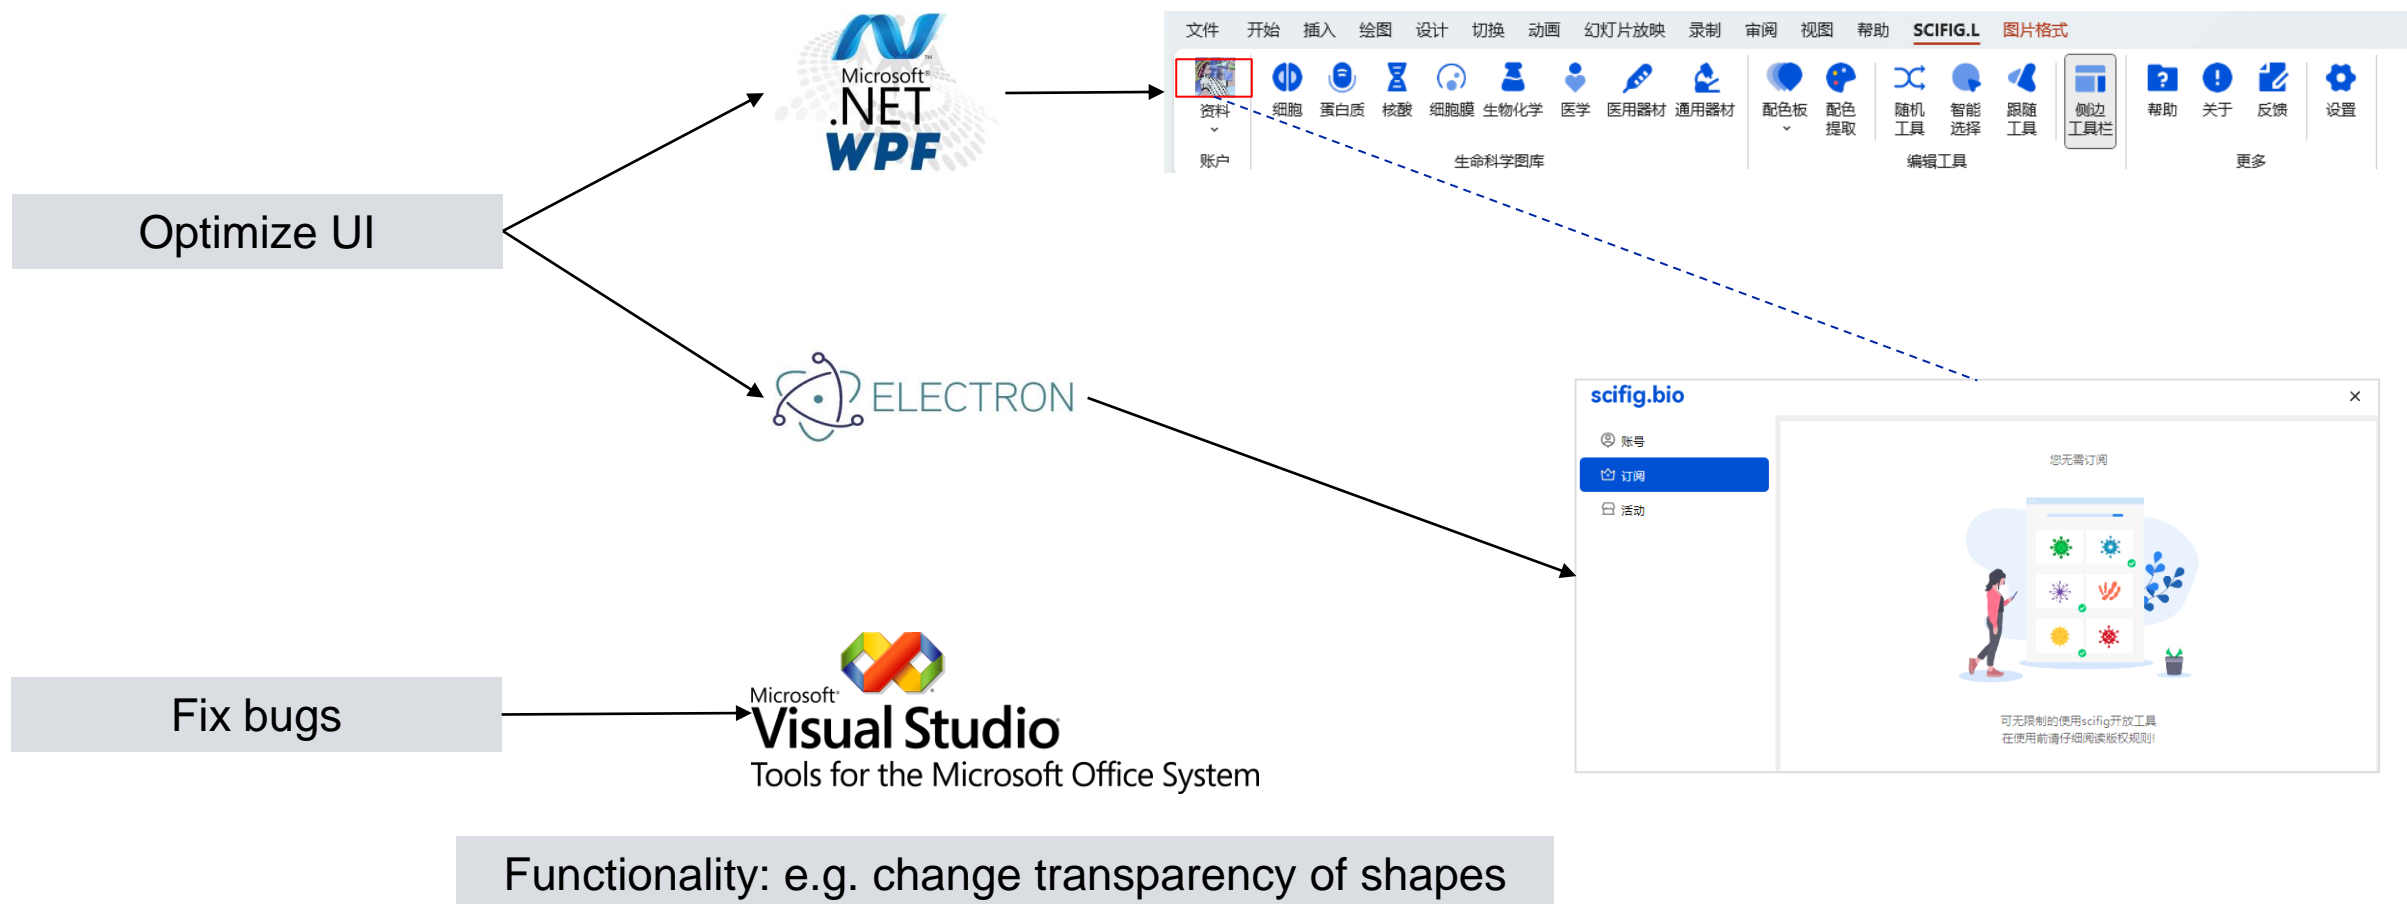 Microsoft®
.NET
WPF
文件 开始 插入 绘图 设计 切换 动画 幻灯片放映 录制 审阅 视图 帮助 SCIFIG.L 图片格式
资料 细胞 蛋白质 核酸 细胞膜 生物化学 医学 医用器材 通用器材 配色板 配色提取 随机工具 智能选择 跟随工具 侧边工具栏 帮助 关于 反馈 设置
账户 生命科学图库 编辑工具 更多
Optimize UI
ELECTRON
scifig.bio
账号
订阅
活动
您无需订阅
Fix bugs
Microsoft®
Visual Studio
Tools for the Microsoft Office System
可无限制的使用scifig开放工具
在使用前请仔细阅读版权规则!
Functionality: e.g. change transparency of shapes